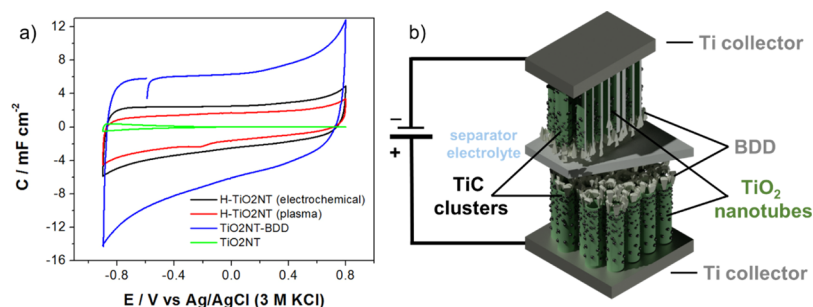 a)
C / mF cm-2
12
8
4
0
-4
-8
-12
-16
H-TiO2NT (electrochemical)
H-TiO2NT (plasma)
TiO2NT-BDD
TiO2NT
-0.8
-0.4
0.0
0.4
0.8
E / V vs Ag/AgCl (3 M KCl)
b)
Ti collector
–
+
separator
electrolyte
BDD
TiC
clusters
TiO2
nanotubes
Ti collector